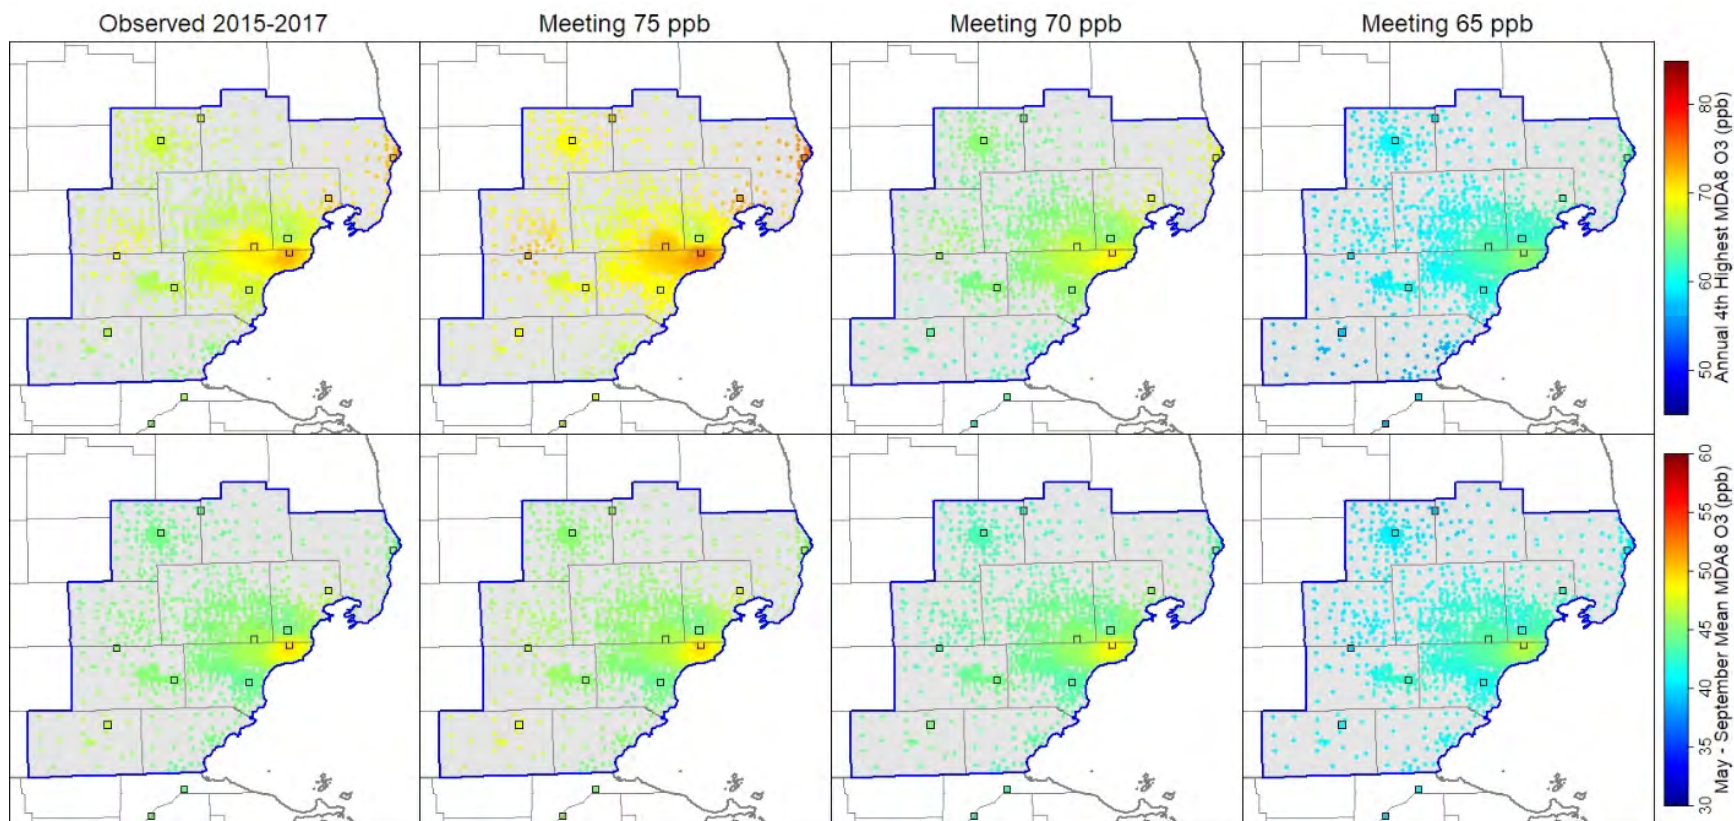 Observed 2015-2017
Meeting 75 ppb
Meeting 70 ppb
Meeting 65 ppb
80
70
60
50
Annual 4th Highest MDA8 O3 (ppb)
60
55
50
45
40
35
30
May - September Mean MDA8 O3 (ppb)